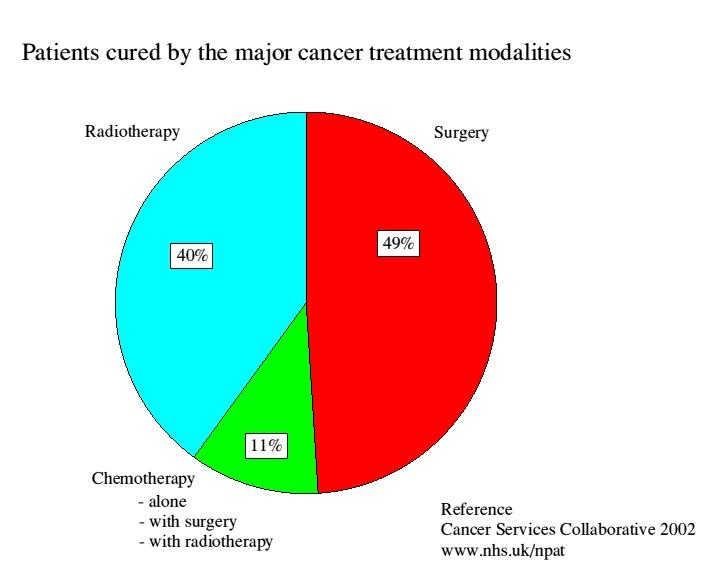 Patients cured by the major cancer treatment modalities
Radiotherapy
Surgery
49%
40%
11%
Chemotherapy
- alone
- with surgery
- with radiotherapy
Reference
Cancer Services Collaborative 2002
www.nhs.uk/npat